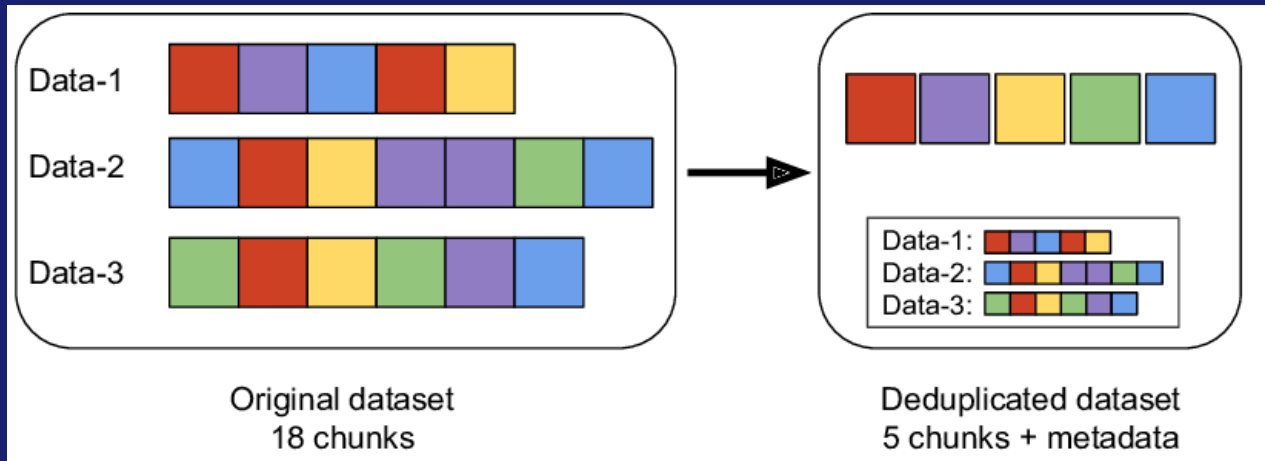 Data-1
Data-2
Data-3
Original dataset
18 chunks
Data-1:
Data-2:
Data-3:
Deduplicated dataset
5 chunks + metadata